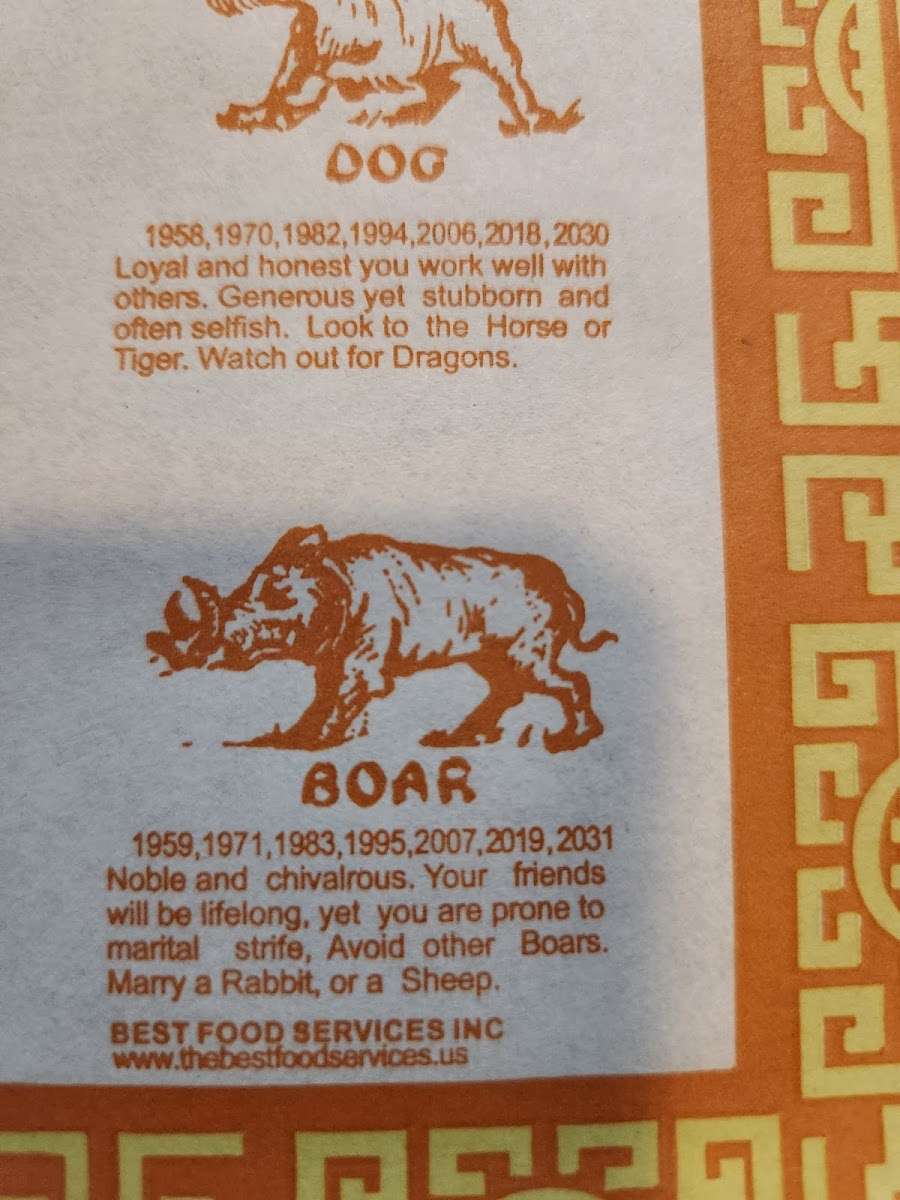 DOG
1958,1970,1982,1994,2006,2018,2030
Loyal and honest you work well with
others. Generous yet stubborn and
often selfish. Look to the Horse or
Tiger. Watch out for Dragons.
BOAR
1959,1971,1983,1995,2007,2019,2031
Noble and chivalrous. Your friends
will be lifelong, yet you are prone to
marital strife, Avoid other Boars.
Marry a Rabbit, or a Sheep.
BEST FOOD SERVICES INC
www.thebestfoodservices.us